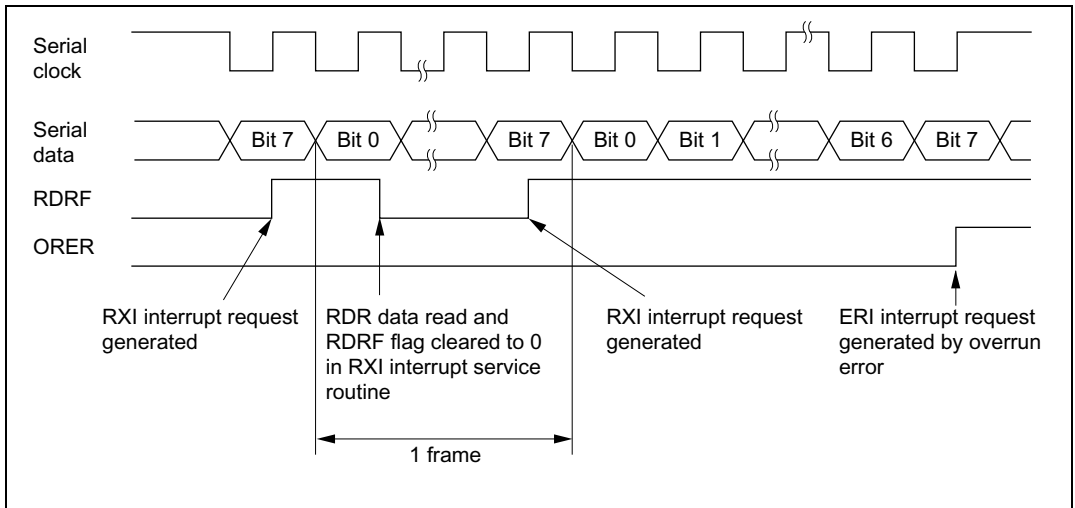 Serial
clock
Serial
data
Bit 7
Bit 0
Bit 7
Bit 0
Bit 1
Bit 6
Bit 7
RDRF
ORER
RXI interrupt request
generated
RDR data read and
RDRF flag cleared to 0
in RXI interrupt service
routine
RXI interrupt request
generated
ERI interrupt request
generated by overrun
error
1 frame